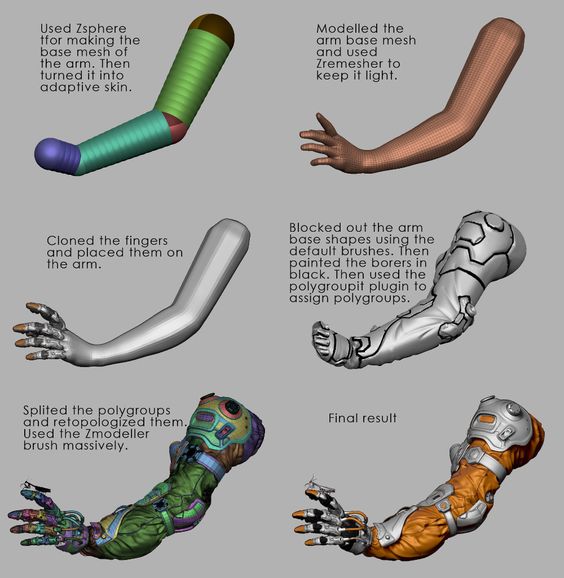 Used Zsphere
tfor making the
base mesh of
the arm. Then
turned it into
adaptive skin.
Modelled the
arm base mesh
and used
Zremesher to
keep it light.
Cloned the fingers
and placed them on
the arm.
Blocked out the arm
base shapes using the
default brushes. Then
painted the borers in
black. Then used the
polygroupit plugin to
assign polygroups.
Splited the polygroups
and retopologized them.
Used the Zmodeller
brush massively.
Final result